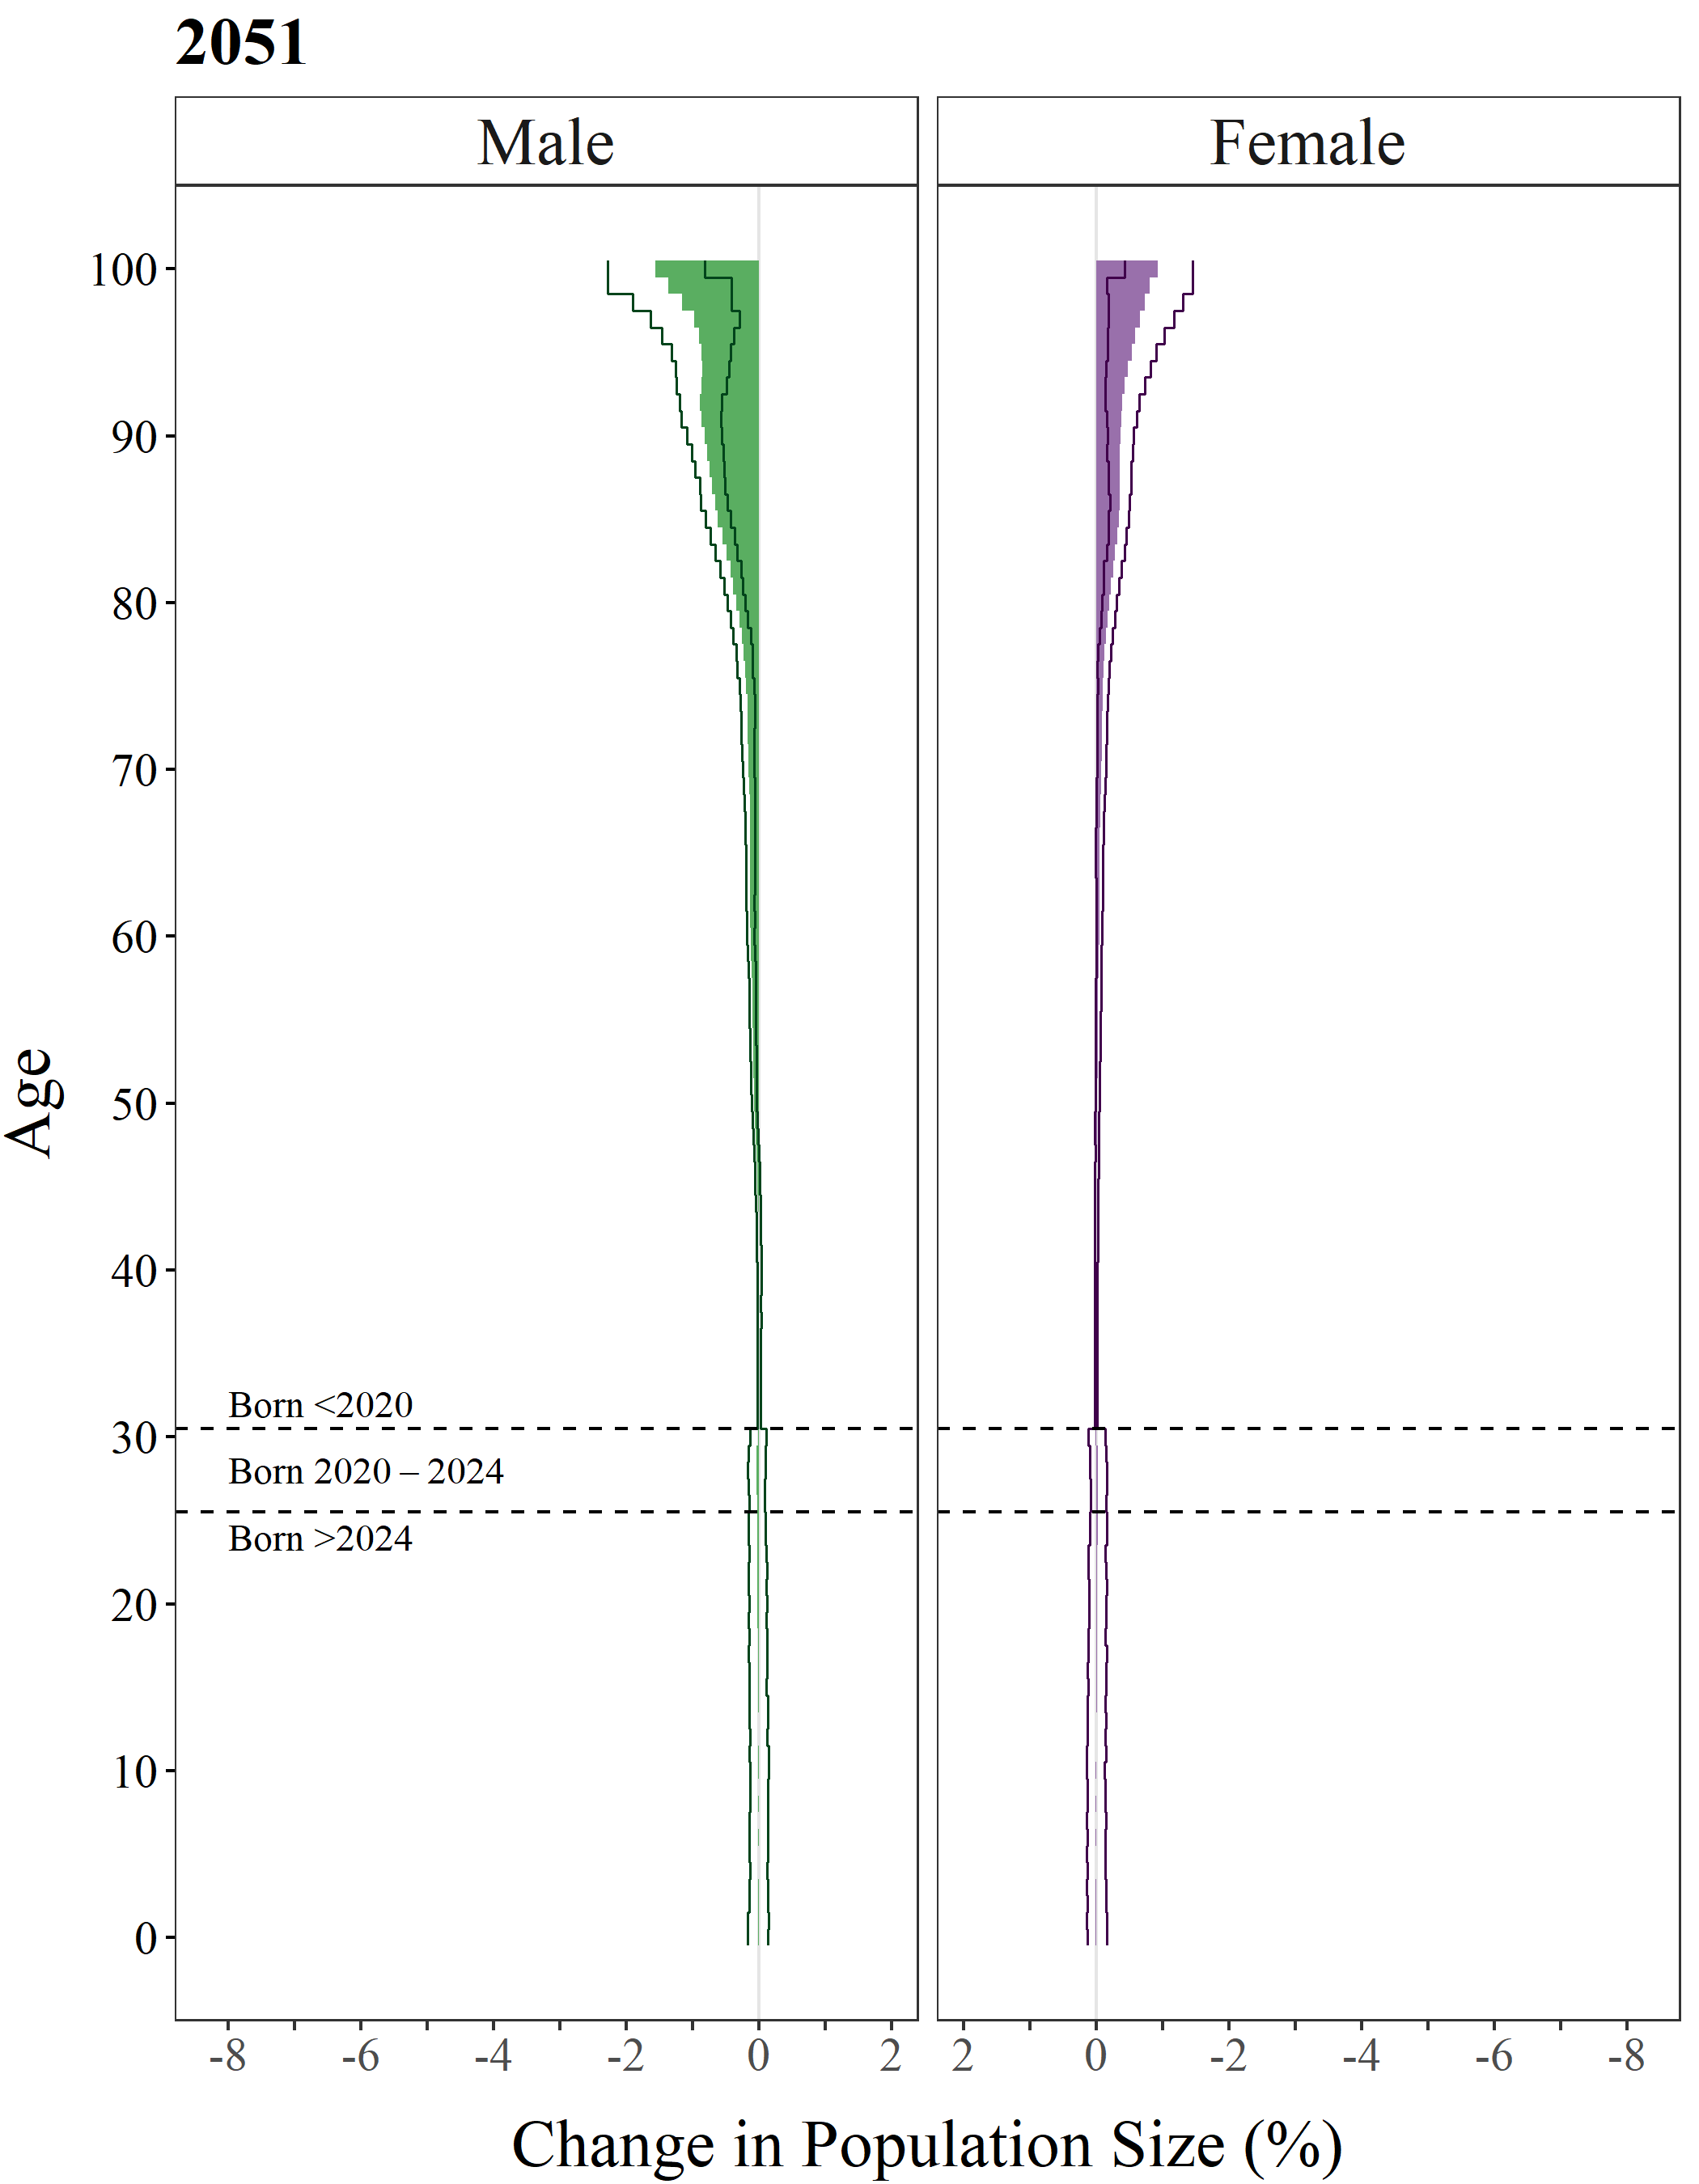 2051
Male
Female
100
90
80
70
60
50
40
30
20
10
0
Age
Born <2020
Born 2020 – 2024
Born >2024
-8 -6 -4 -2 0 2
2 0 -2 -4 -6 -8
Change in Population Size (%)